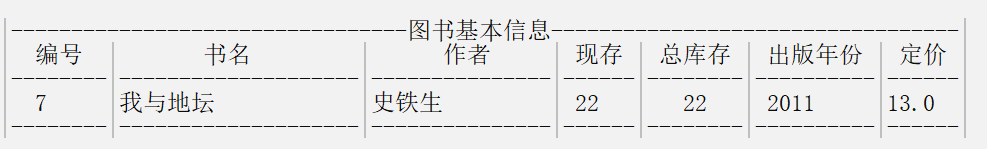 |---------------------------------图书基本信息----------------------------------|
| 编号 | 书名 | 作者 | 现存 | 总库存 | 出版年份 | 定价 |
|--------|--------------------|---------------|------|--------|----------|------|
| 7 |我与地坛 |史铁生 | 22 | 22 | 2011 |13.0 |
|--------|--------------------|---------------|------|--------|----------|------|